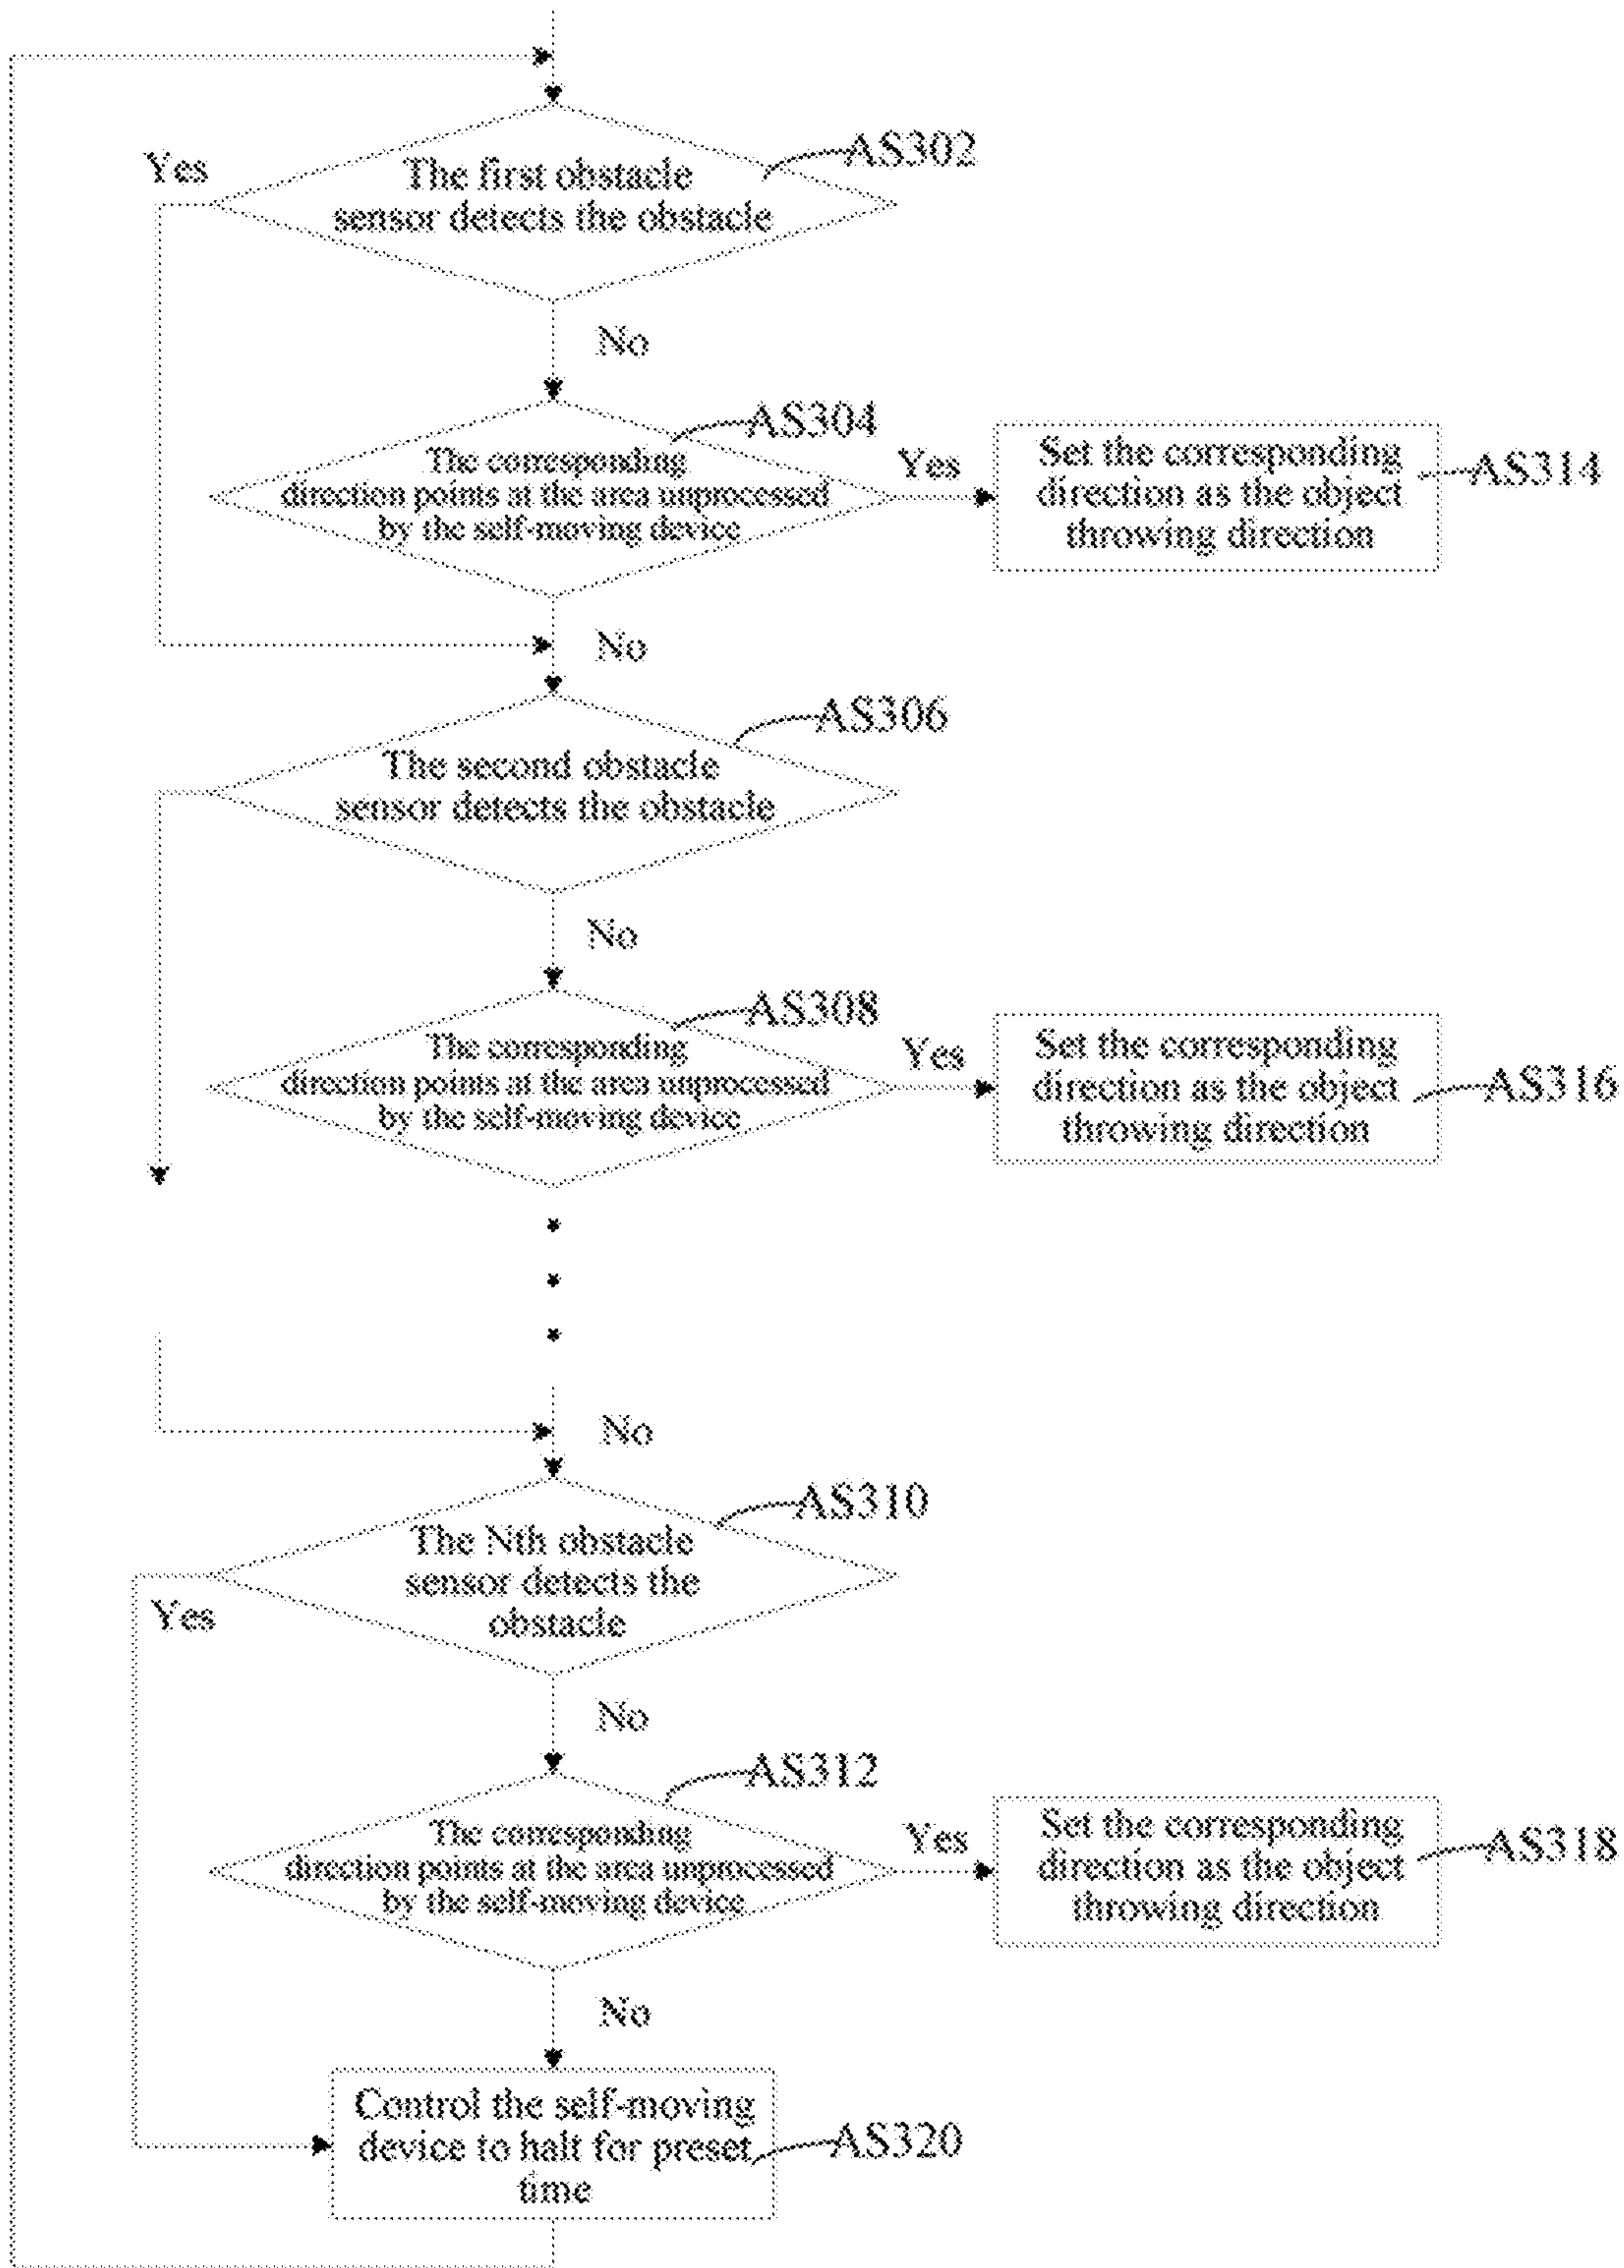 AS302
Yes
The first obstacle
sensor detects the obstacle
No
AS304
The corresponding
direction points at the area unprocessed
by the self-moving device
Yes
Set the corresponding
direction as the object
throwing direction
AS314
No
AS306
The second obstacle
sensor detects the obstacle
No
AS308
The corresponding
direction points at the area unprocessed
by the self-moving device
Yes
Set the corresponding
direction as the object
throwing direction
AS316
No
AS310
The Nth obstacle
sensor detects the
obstacle
Yes
No
AS312
The corresponding
direction points at the area unprocessed
by the self-moving device
Yes
Set the corresponding
direction as the object
throwing direction
AS318
No
Control the self-moving
device to halt for preset
time
AS320